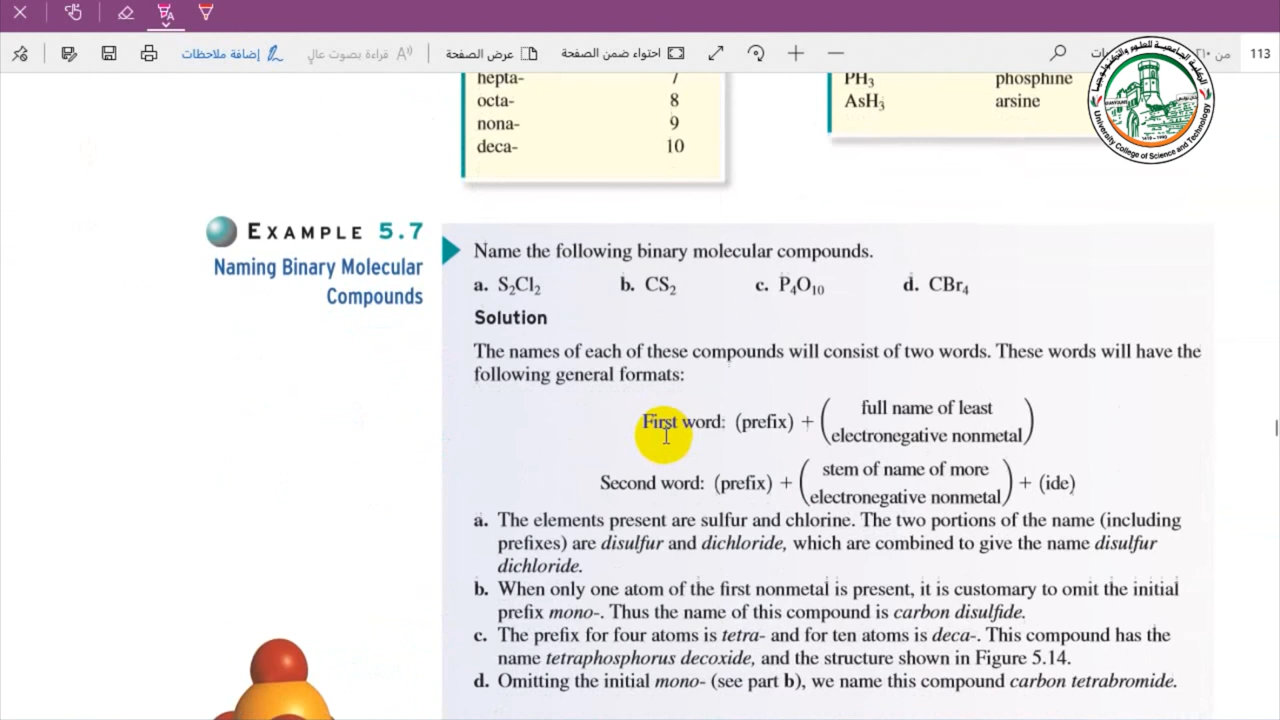 إضافة ملاحظات
قراءة بصوت عالٍ
عرض الصفحة
احتواء ضمن الصفحة
من
113
hepta- 7
octa- 8
nona- 9
deca- 10
PH₃ phosphine
AsH₃ arsine
University College of Science and Technology
EXAMPLE 5.7
Naming Binary Molecular
Compounds
Name the following binary molecular compounds.
a. S₂Cl₂ b. CS₂ c. P₄O₁₀ d. CBr₄
Solution
The names of each of these compounds will consist of two words. These words will have the
following general formats:
First word: (prefix) + (full name of least
electronegative nonmetal)
Second word: (prefix) + (stem of name of more
electronegative nonmetal) + (ide)
a. The elements present are sulfur and chlorine. The two portions of the name (including
prefixes) are disulfur and dichloride, which are combined to give the name disulfur
dichloride.
b. When only one atom of the first nonmetal is present, it is customary to omit the initial
prefix mono-. Thus the name of this compound is carbon disulfide.
c. The prefix for four atoms is tetra- and for ten atoms is deca-. This compound has the
name tetraphosphorus decoxide, and the structure shown in Figure 5.14.
d. Omitting the initial mono- (see part b), we name this compound carbon tetrabromide.